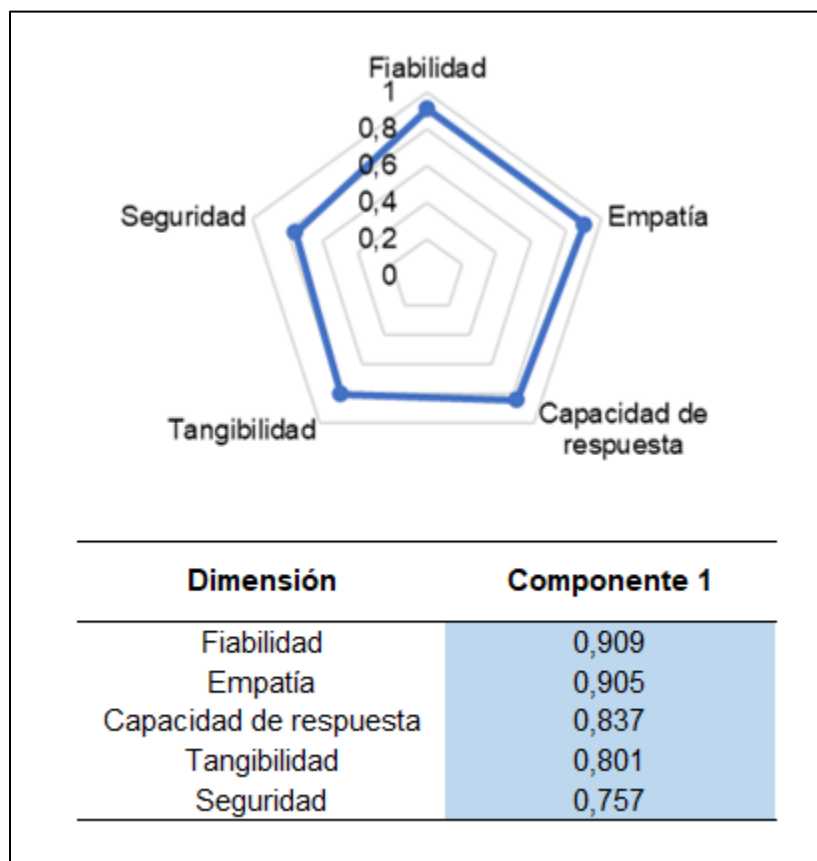 Fiabilidad
1
0,8
0,6
0,4
0,2
0
Seguridad
Empatía
Tangibilidad
Capacidad de
respuesta
Dimensión Componente 1
Fiabilidad 0,909
Empatía 0,905
Capacidad de respuesta 0,837
Tangibilidad 0,801
Seguridad 0,757